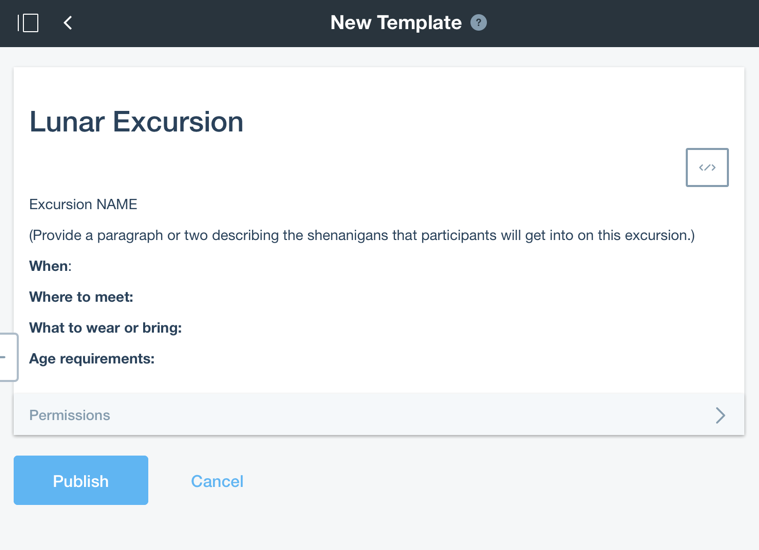 New Template ?
Lunar Excursion
</>
Excursion NAME
(Provide a paragraph or two describing the shenanigans that participants will get into on this excursion.)
When:
Where to meet:
What to wear or bring:
Age requirements:
Permissions
Publish Cancel